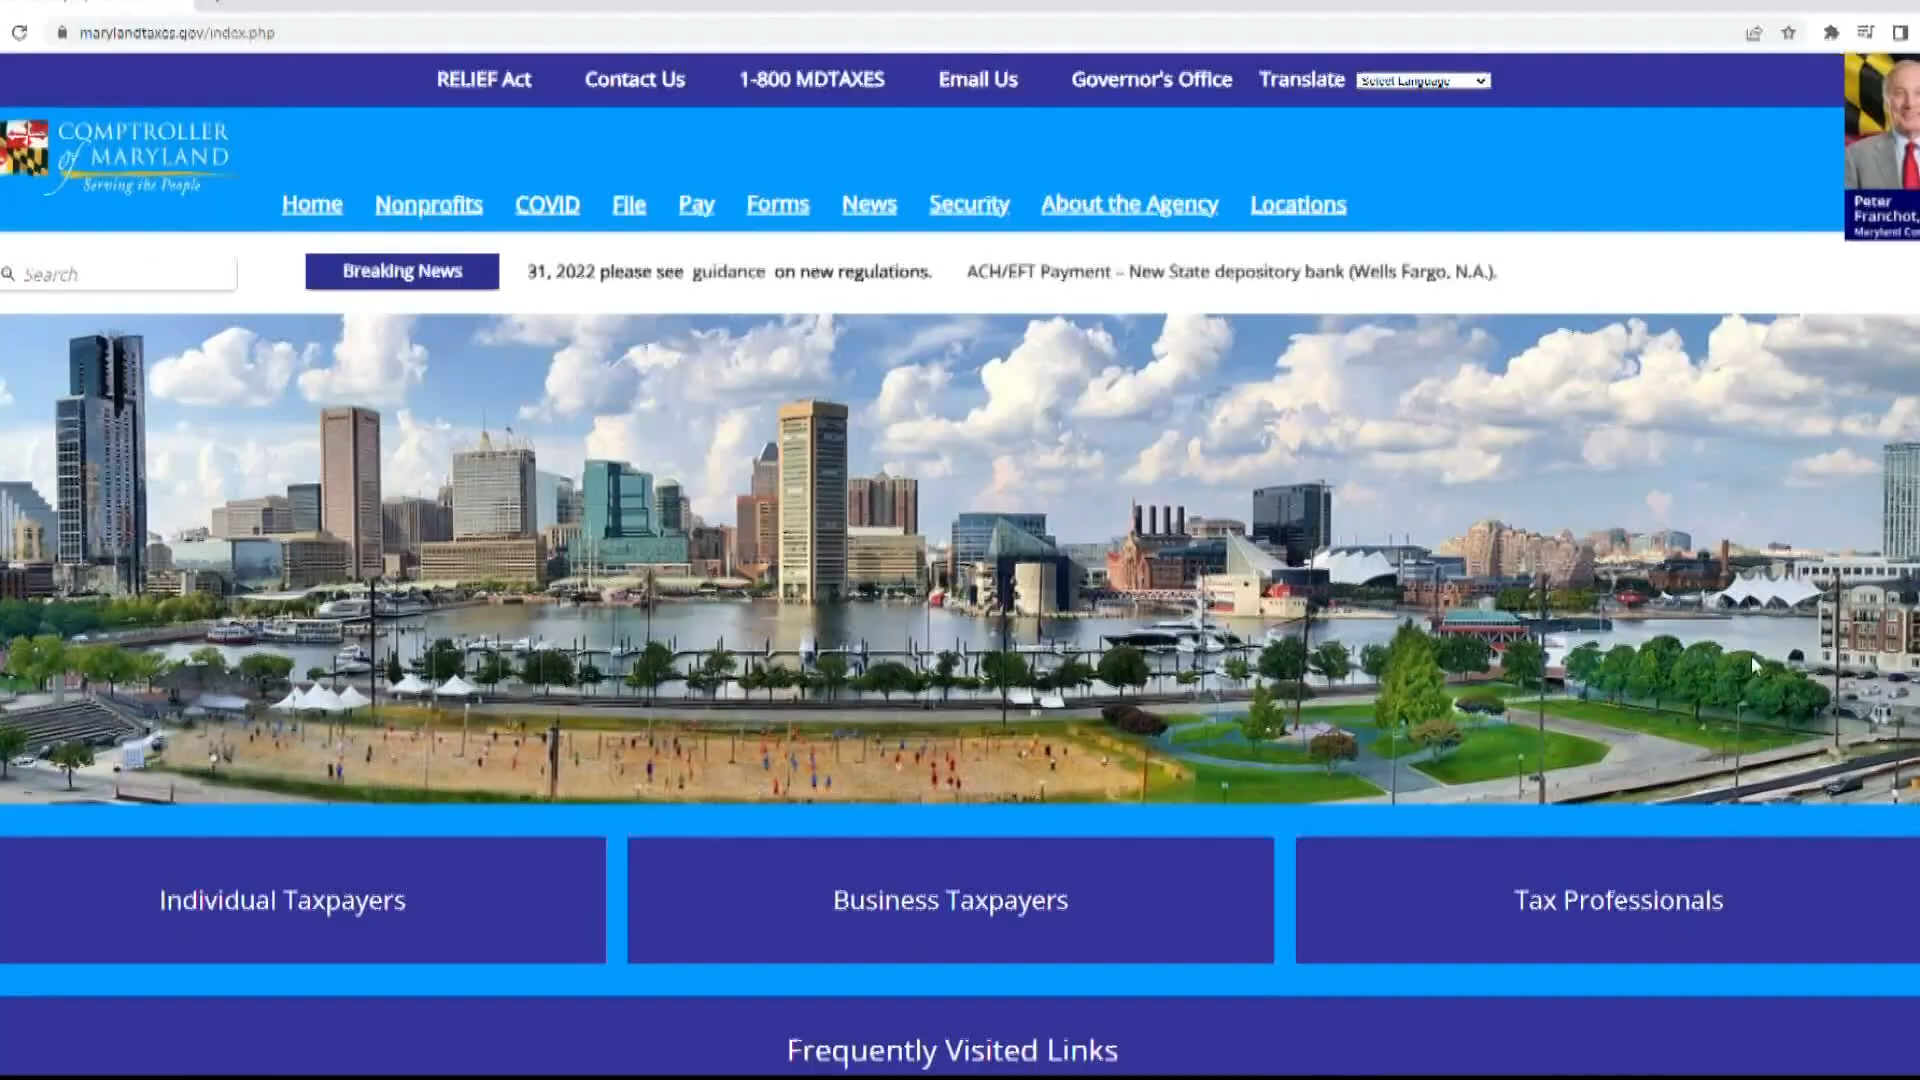 marylandtaxes.gov/index.php
RELIEF Act Contact Us 1-800 MDTAXES Email Us Governor's Office Translate Select Language
COMPTROLLER
of MARYLAND
Serving the People
Home Nonprofits COVID File Pay Forms News Security About the Agency Locations
Peter
Franchot,
Maryland
Search
Breaking News 31, 2022 please see guidance on new regulations. ACH/EFT Payment – New State depository bank (Wells Fargo, N.A.).
Individual Taxpayers Business Taxpayers Tax Professionals
Frequently Visited Links